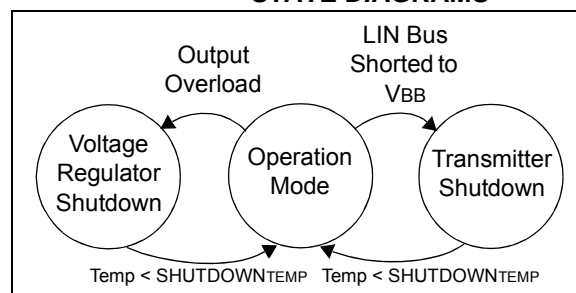 STATE DIAGRAMS
Output
Overload
LIN Bus
Shorted to
VBB
Voltage
Regulator
Shutdown
Operation
Mode
Transmitter
Shutdown
Temp < SHUTDOWNTEMP
Temp < SHUTDOWNTEMP